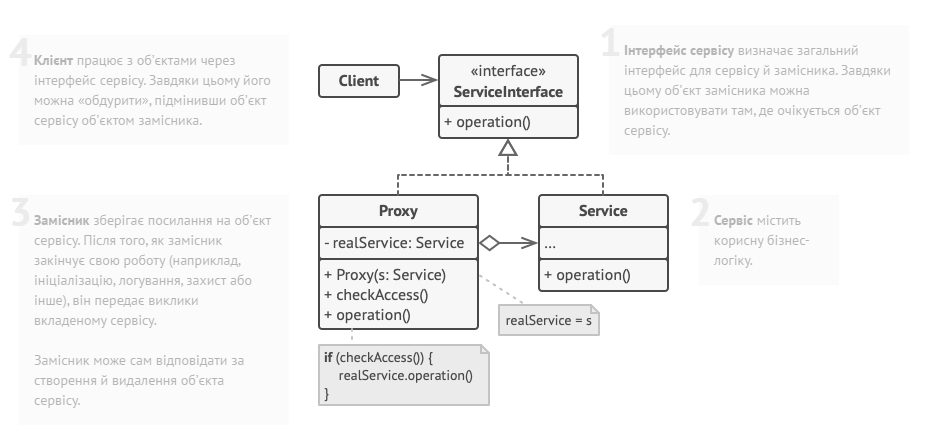 4
Клієнт працює з об'єктами через
інтерфейс сервісу. Завдяки цьому його
можна «обдурити», підмінивши об'єкт
сервісу об'єктом замісника.
Client
«interface»
ServiceInterface
+ operation()
1
Інтерфейс сервісу визначає загальний
інтерфейс для сервісу й замісника. Завдяки
цьому об'єкт замісника можна
використовувати там, де очікується об'єкт
сервісу.
3
Замісник зберігає посилання на об'єкт
сервісу. Після того, як замісник
закінчує свою роботу (наприклад,
ініціалізацію, логування, захист або
інше), він передає виклики
вкладеному сервісу.
Замісник може сам відповідати за
створення й видалення об'єкта
сервісу.
Proxy
- realService: Service
+ Proxy(s: Service)
+ checkAccess()
+ operation()
Service
...
+ operation()
2
Сервіс містить
корисну бізнес-
логіку.
realService = s
if (checkAccess()) {
realService.operation()
}